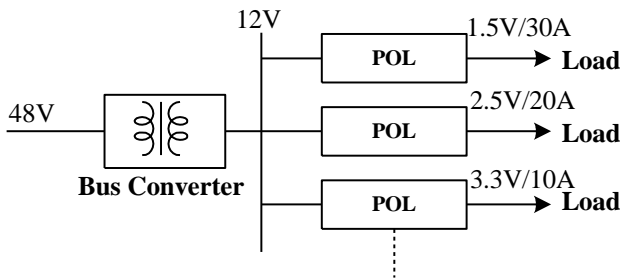 12V
1.5V/30A
POL
Load
48V
2.5V/20A
POL
Load
Bus Converter
3.3V/10A
POL
Load